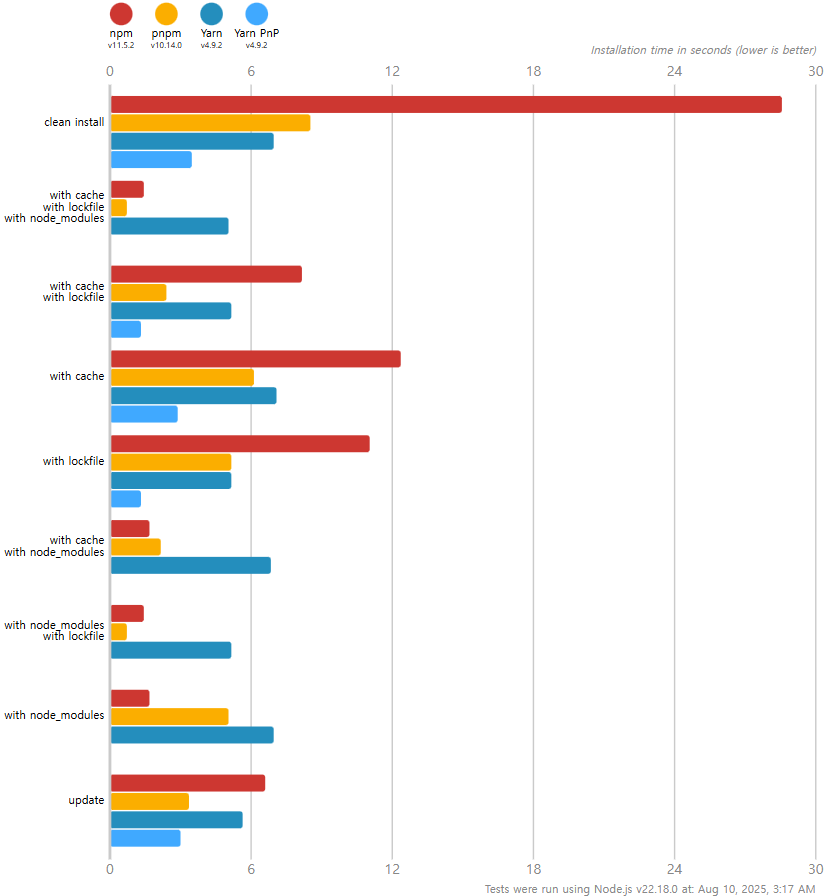 npm
v11.5.2
pnpm
v10.14.0
Yarn
v4.9.2
Yarn PnP
v4.9.2
Installation time in seconds (lower is better)
0 6 12 18 24 30
clean install
with cache
with lockfile
with node_modules
with cache
with lockfile
with cache
with lockfile
with cache
with node_modules
with node_modules
with lockfile
with node_modules
update
0 6 12 18 24 30
Tests were run using Node.js v22.18.0 at: Aug 10, 2025, 3:17 AM